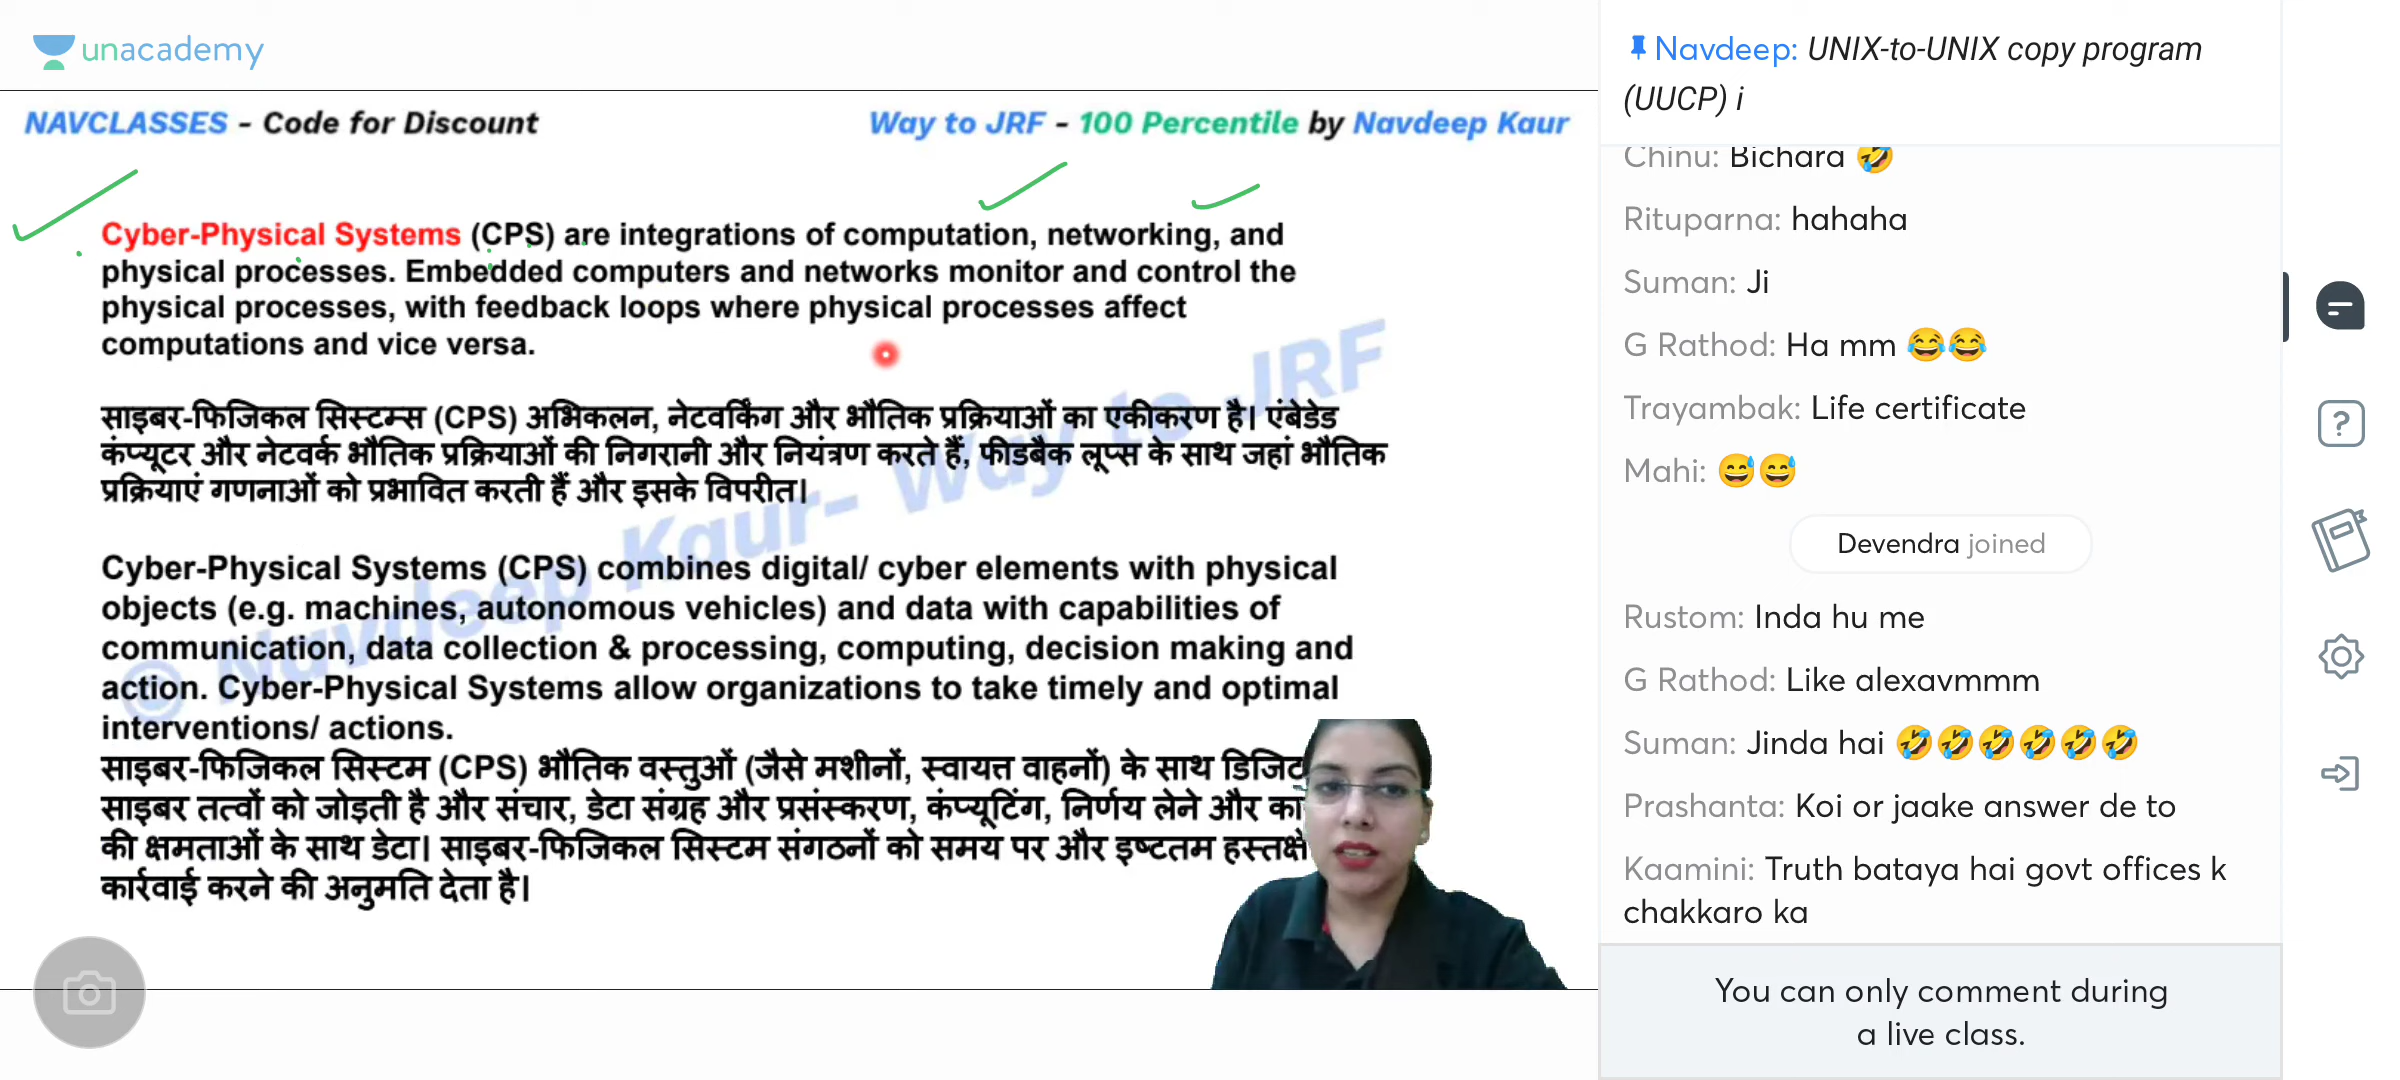 unacademy
NAVCLASSES - Code for Discount
Way to JRF - 100 Percentile by Navdeep Kaur
Cyber-Physical Systems (CPS) are integrations of computation, networking, and
physical processes. Embedded computers and networks monitor and control the
physical processes, with feedback loops where physical processes affect
computations and vice versa.
साइबर-फिजिकल सिस्टम्स (CPS) अभिकलन, नेटवर्किंग और भौतिक प्रक्रियाओं का एकीकरण है। एंबेडेड
कंप्यूटर और नेटवर्क भौतिक प्रक्रियाओं की निगरानी और नियंत्रण करते हैं, फीडबैक लूप्स के साथ जहां भौतिक
प्रक्रियाएं गणनाओं को प्रभावित करती हैं और इसके विपरीत।
Cyber-Physical Systems (CPS) combines digital/ cyber elements with physical
objects (e.g. machines, autonomous vehicles) and data with capabilities of
communication, data collection & processing, computing, decision making and
action. Cyber-Physical Systems allow organizations to take timely and optimal
interventions/ actions.
साइबर-फिजिकल सिस्टम (CPS) भौतिक वस्तुओं (जैसे मशीनों, स्वायत्त वाहनों) के साथ
साइबर तत्वों को जोड़ती है और संचार, डेटा संग्रह और प्रसंस्करण, कंप्यूटिंग, निर्णय लेने और
की क्षमताओं के साथ डेटा। साइबर-फिजिकल सिस्टम संगठनों को समय पर और इष्टतम
कार्रवाई करने की अनुमति देता है।
© Navdeep Kaur- Way to JRF
Navdeep: UNIX-to-UNIX copy program
(UUCP) i
Chinu: Bichara 🤣
Rituparna: hahaha
Suman: Ji
G Rathod: Ha mm 😂😂
Trayambak: Life certificate
Mahi: 😅😅
Devendra joined
Rustom: Inda hu me
G Rathod: Like alexavmmm
Suman: Jinda hai 🤣🤣🤣🤣🤣🤣
Prashanta: Koi or jaake answer de to
Kaamini: Truth bataya hai govt offices k
chakkaro ka
You can only comment during
a live class.